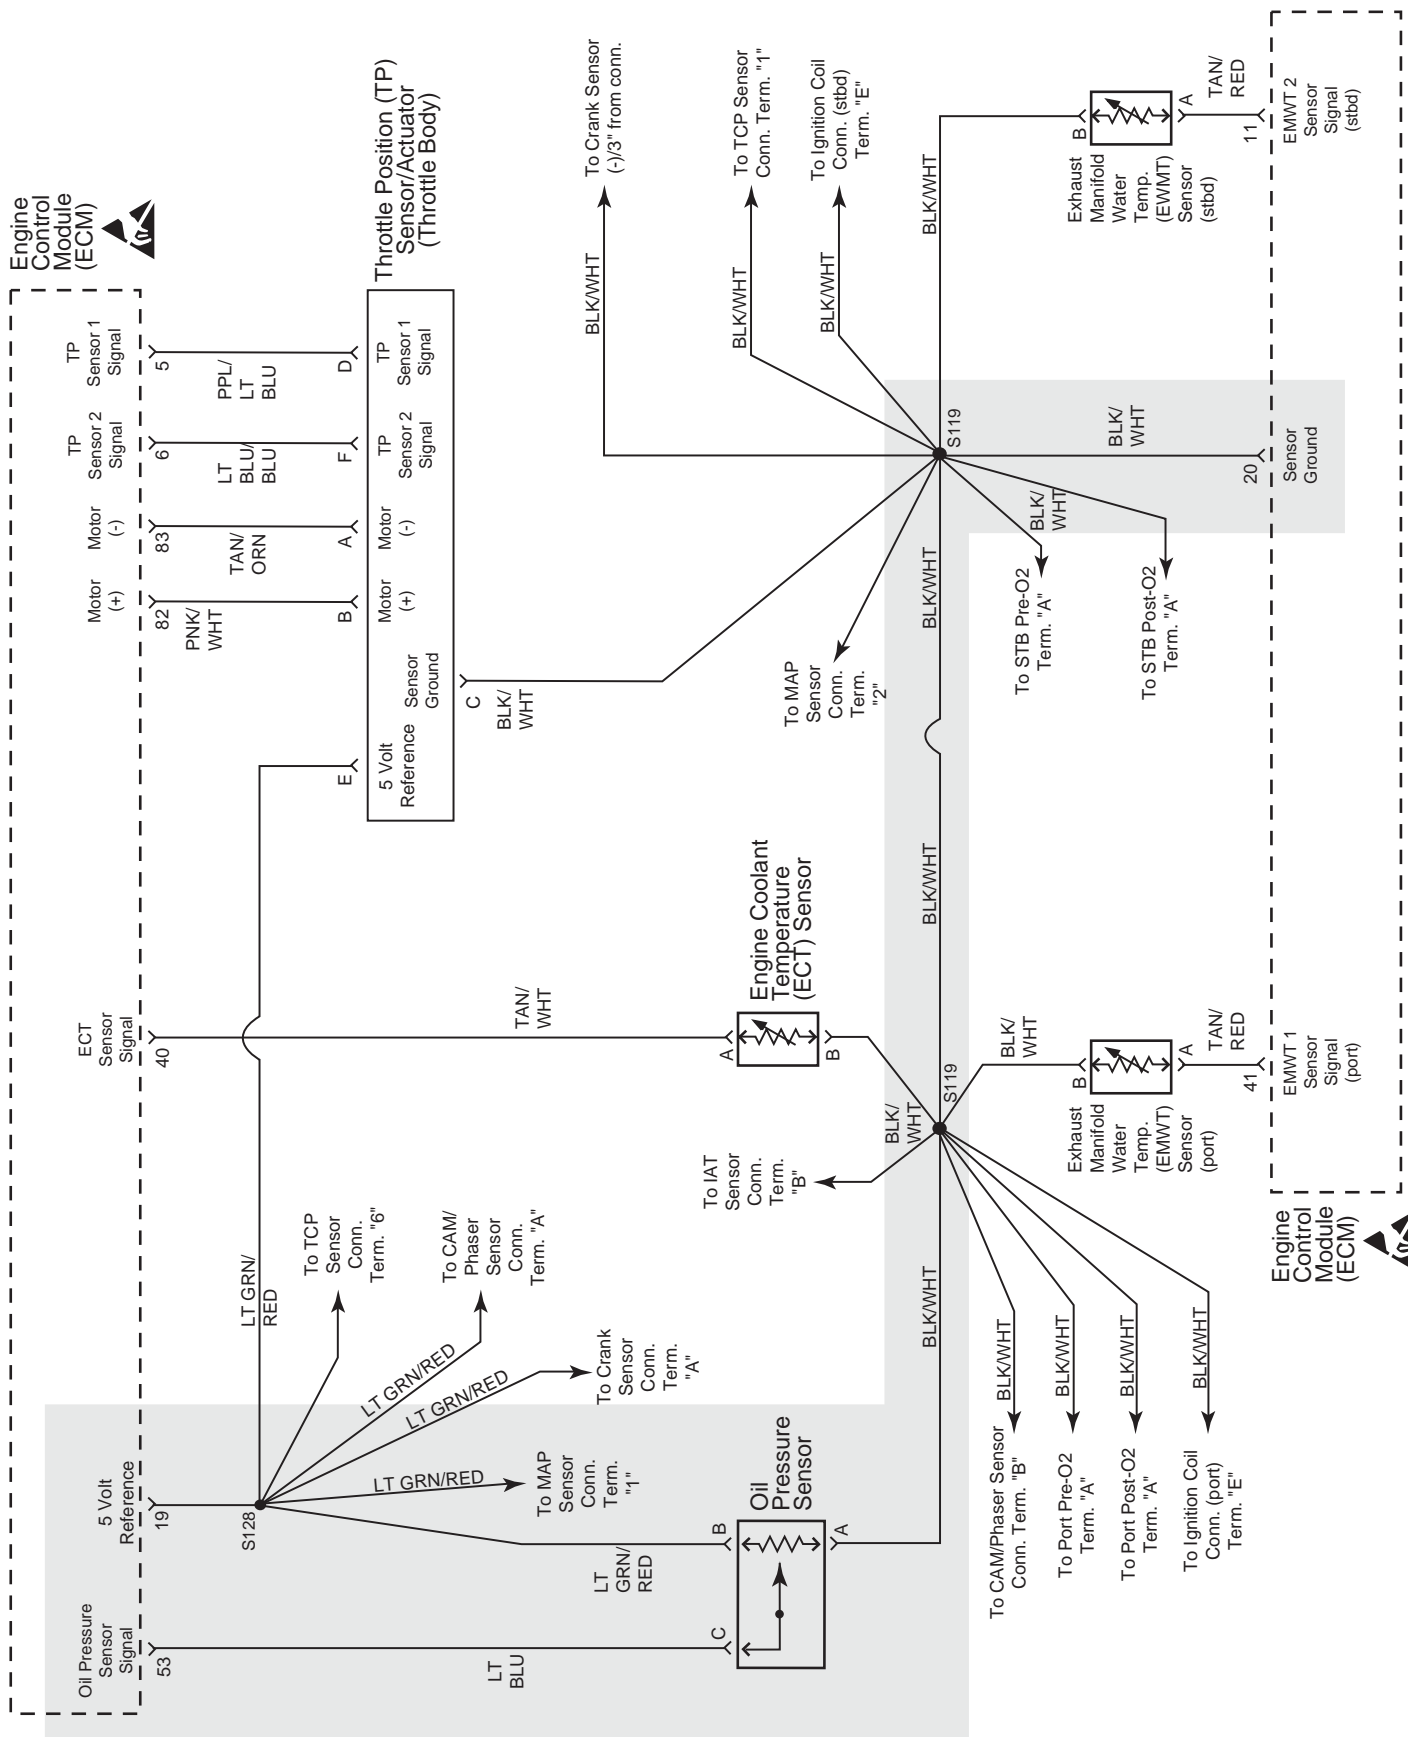 Engine
Control
Module
(ECM)
TP
Sensor 1
Signal
5
PPL/
LT
BLU
D
TP
Sensor 1
Signal
TP
Sensor 2
Signal
6
LT
BLU/
BLU
F
TP
Sensor 2
Signal
Motor
(-)
83
TAN/
ORN
A
Motor
(-)
Motor
(+)
82
PNK/
WHT
B
Motor
(+)
Throttle Position (TP)
Sensor/Actuator
(Throttle Body)
Sensor
Ground
C
BLK/
WHT
E
5 Volt
Reference
ECT
Sensor
Signal
40
TAN/
WHT
A
B
Engine Coolant
Temperature
(ECT) Sensor
5 Volt
Reference
19
S128
LT GRN/
RED
To TCP
Sensor
Conn.
Term. "6"
LT GRN/RED
To CAM/
Phaser
Sensor
Conn.
Term. "A"
LT GRN/RED
To Crank
Sensor
Conn.
Term.
"A"
LT GRN/RED
To MAP
Sensor
Conn.
Term.
"1"
LT
GRN/
RED
B
Oil
Pressure
Sensor
A
C
Oil Pressure
Sensor
Signal
53
LT
BLU
To Crank Sensor
(-)/3" from conn.
BLK/WHT
To TCP Sensor
Conn. Term. "1"
BLK/WHT
To Ignition Coil
Conn. (stbd)
Term. "E"
BLK/WHT
BLK/WHT
B
Exhaust
Manifold
Water
Temp.
(EWMT)
Sensor
(stbd)
A
TAN/
RED
11
EMWT 2
Sensor
Signal
(stbd)
S119
BLK/
WHT
20
Sensor
Ground
BLK/
WHT
To STB Pre-O2
Term. "A"
To STB Post-O2
Term. "A"
To MAP
Sensor
Conn.
Term.
"2"
BLK/WHT
BLK/WHT
S119
BLK/
WHT
To IAT
Sensor
Conn.
Term.
"B"
BLK/
WHT
B
Exhaust
Manifold
Water
Temp.
(EMWT)
Sensor
(port)
A
TAN/
RED
41
EMWT 1
Sensor
Signal
(port)
Engine
Control
Module
(ECM)
BLK/WHT
BLK/WHT
To CAM/Phaser Sensor
Conn. Term. "B"
BLK/WHT
To Port Pre-O2
Term. "A"
BLK/WHT
To Port Post-O2
Term. "A"
BLK/WHT
To Ignition Coil
Conn. (port)
Term. "E"